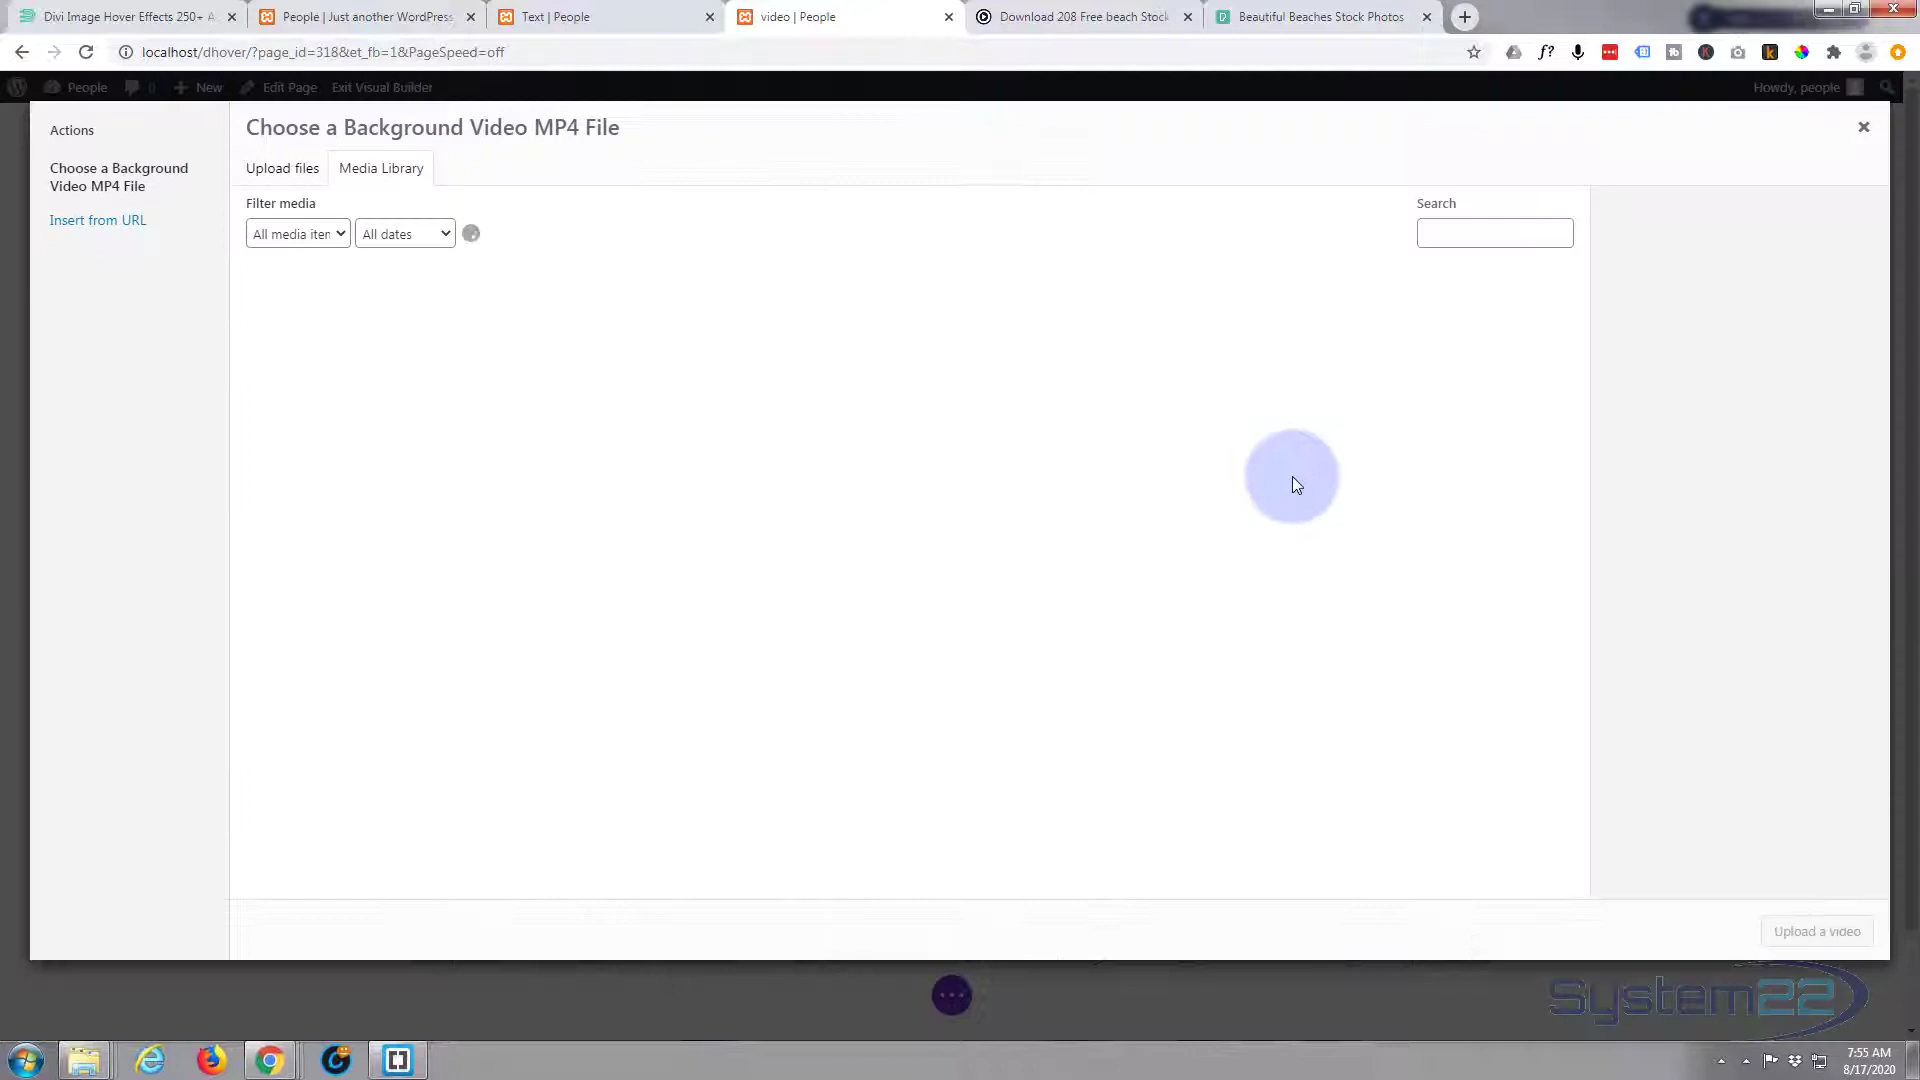 Divi Image Hover Effects 250+ A
People | Just another WordPress
Text | People
video | People
Download 208 Free beach Stock
Beautiful Beaches Stock Photos
localhost/dhover/?page_id=318&et_fb=1&PageSpeed=off
People
0
New
Edit Page
Exit Visual Builder
Howdy, people
Actions
Choose a Background
Video MP4 File
Insert from URL
Choose a Background Video MP4 File
Upload files
Media Library
Filter media
All media iten
All dates
Search
Upload a video
System22
7:55 AM
8/17/2020